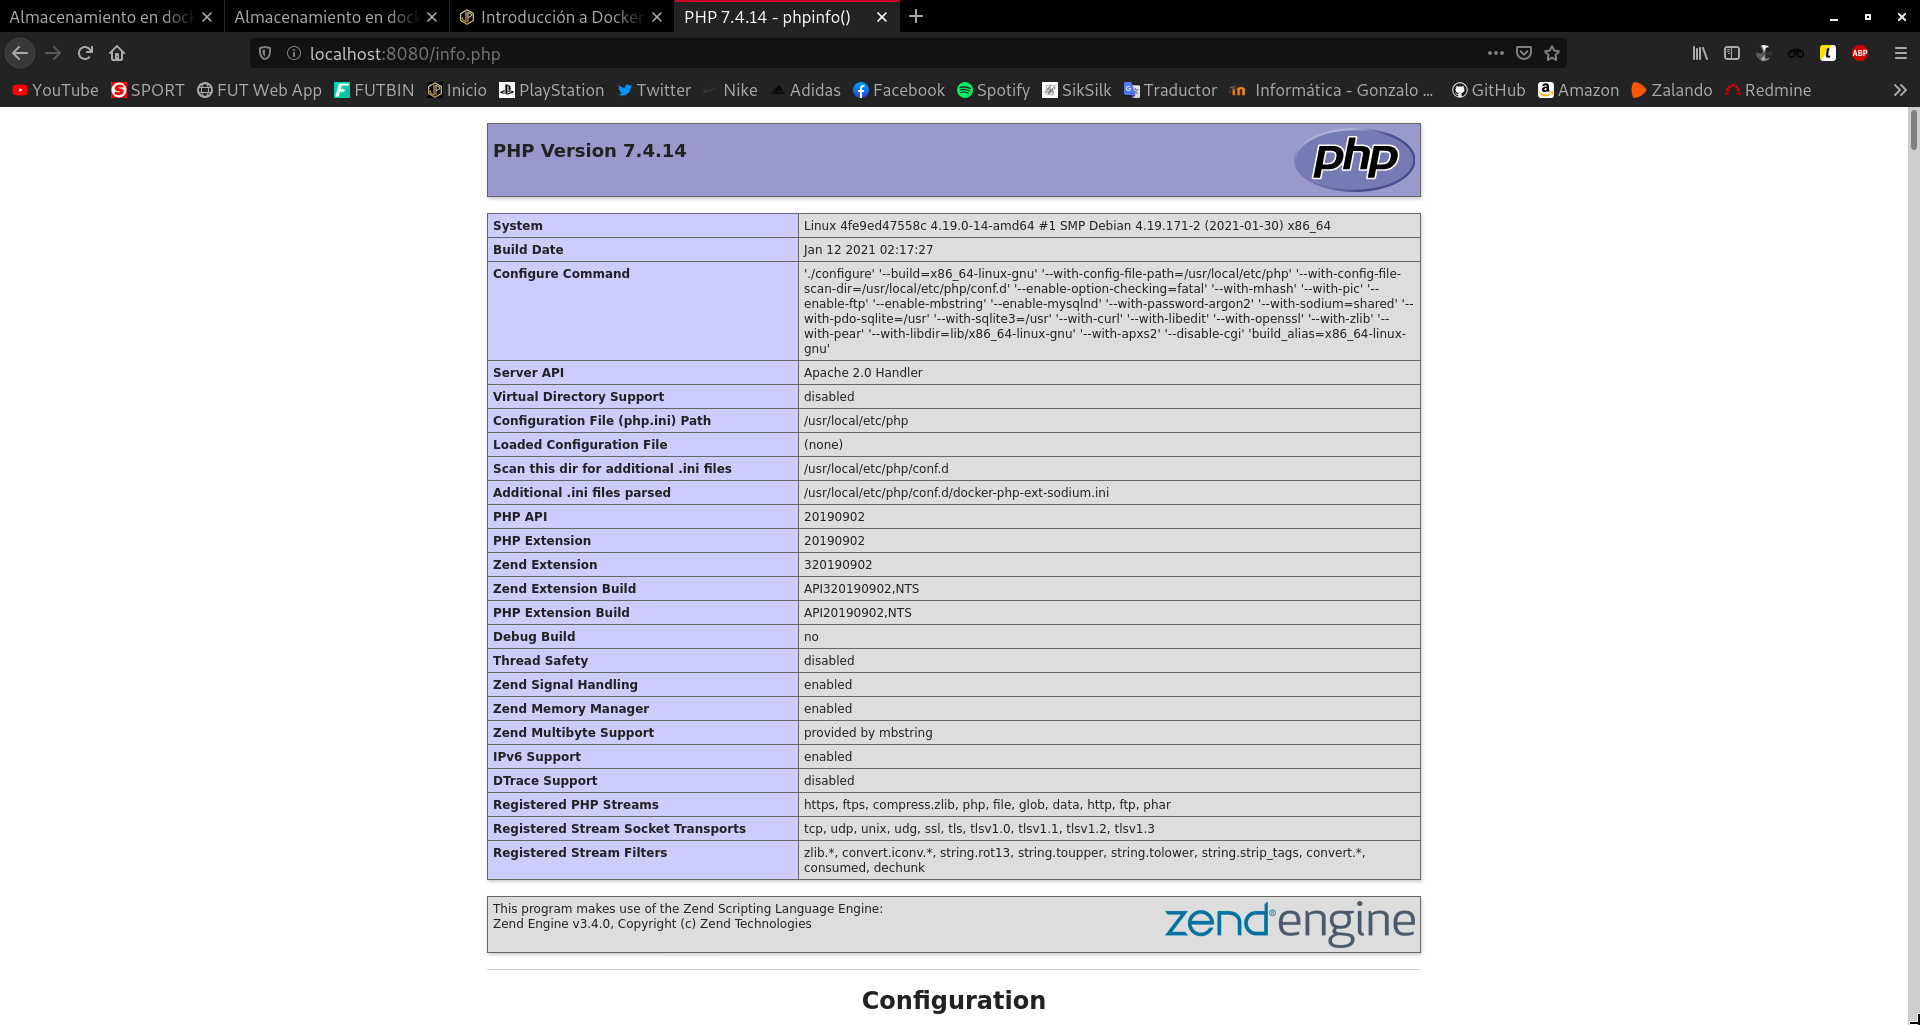 Almacenamiento en dock
Almacenamiento en doc
Introducción a Docker
PHP 7.4.14 - phpinfo()
localhost:8080/info.php
ABP
YouTube
SPORT
FUT Web App
FUTBIN
Inicio
PlayStation
Twitter
Nike
Adidas
Facebook
Spotify
SikSilk
Traductor
Informática - Gonzalo ...
GitHub
Amazon
Zalando
Redmine
PHP Version 7.4.14
php
System Linux 4fe9ed47558c 4.19.0-14-amd64 #1 SMP Debian 4.19.171-2 (2021-01-30) x86_64
Build Date Jan 12 2021 02:17:27
Configure Command './configure' '--build=x86_64-linux-gnu' '--with-config-file-path=/usr/local/etc/php' '--with-config-file-
scan-dir=/usr/local/etc/php/conf.d' '--enable-option-checking=fatal' '--with-mhash' '--with-pic' '--
enable-ftp' '--enable-mbstring' '--enable-mysqlnd' '--with-password-argon2' '--with-sodium=shared' '--
with-pdo-sqlite=/usr' '--with-sqlite3=/usr' '--with-curl' '--with-libedit' '--with-openssl' '--with-zlib' '--
with-pear' '--with-libdir=lib/x86_64-linux-gnu' '--with-apxs2' '--disable-cgi' 'build_alias=x86_64-linux-
gnu'
Server API Apache 2.0 Handler
Virtual Directory Support disabled
Configuration File (php.ini) Path /usr/local/etc/php
Loaded Configuration File (none)
Scan this dir for additional .ini files /usr/local/etc/php/conf.d
Additional .ini files parsed /usr/local/etc/php/conf.d/docker-php-ext-sodium.ini
PHP API 20190902
PHP Extension 20190902
Zend Extension 320190902
Zend Extension Build API320190902,NTS
PHP Extension Build API20190902,NTS
Debug Build no
Thread Safety disabled
Zend Signal Handling enabled
Zend Memory Manager enabled
Zend Multibyte Support provided by mbstring
IPv6 Support enabled
DTrace Support disabled
Registered PHP Streams https, ftps, compress.zlib, php, file, glob, data, http, ftp, phar
Registered Stream Socket Transports tcp, udp, unix, udg, ssl, tls, tlsv1.0, tlsv1.1, tlsv1.2, tlsv1.3
Registered Stream Filters zlib.*, convert.iconv.*, string.rot13, string.toupper, string.tolower, string.strip_tags, convert.*,
consumed, dechunk
This program makes use of the Zend Scripting Language Engine:
Zend Engine v3.4.0, Copyright (c) Zend Technologies
zend® engine
Configuration